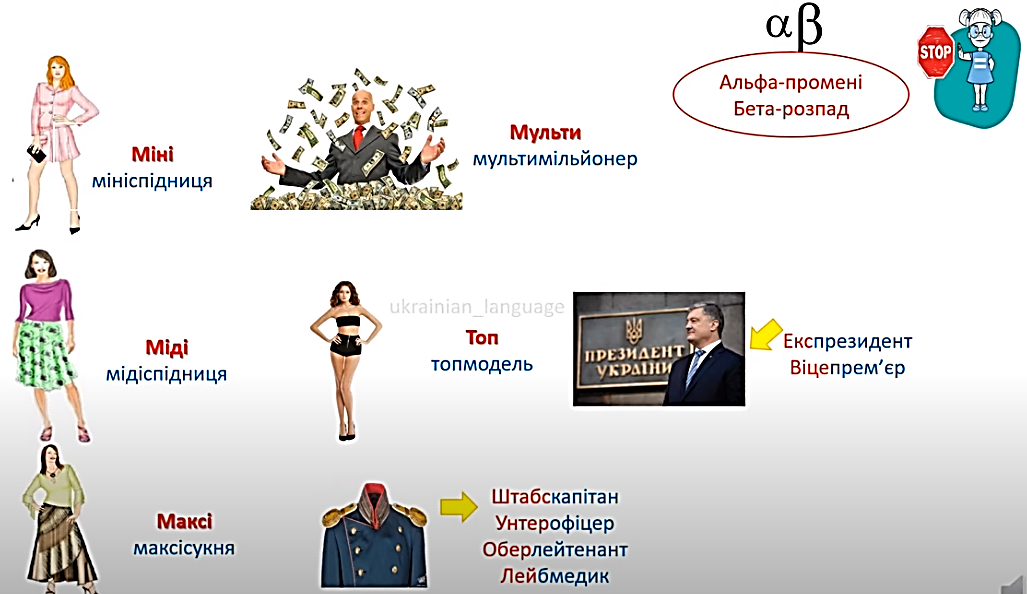 αβ
STOP
Альфа-промені
Бета-розпад
Міні
мініспідниця
Мульти
мультимільйонер
ukrainian_language
Міді
мідіспідниця
Топ
топмодель
ПРЕЗИДЕНТ
УКРАЇНИ
Експрезидент
Віцепрем’єр
Максі
максісукня
Штабскапітан
Унтерофіцер
Оберлейтенант
Лейбмедик